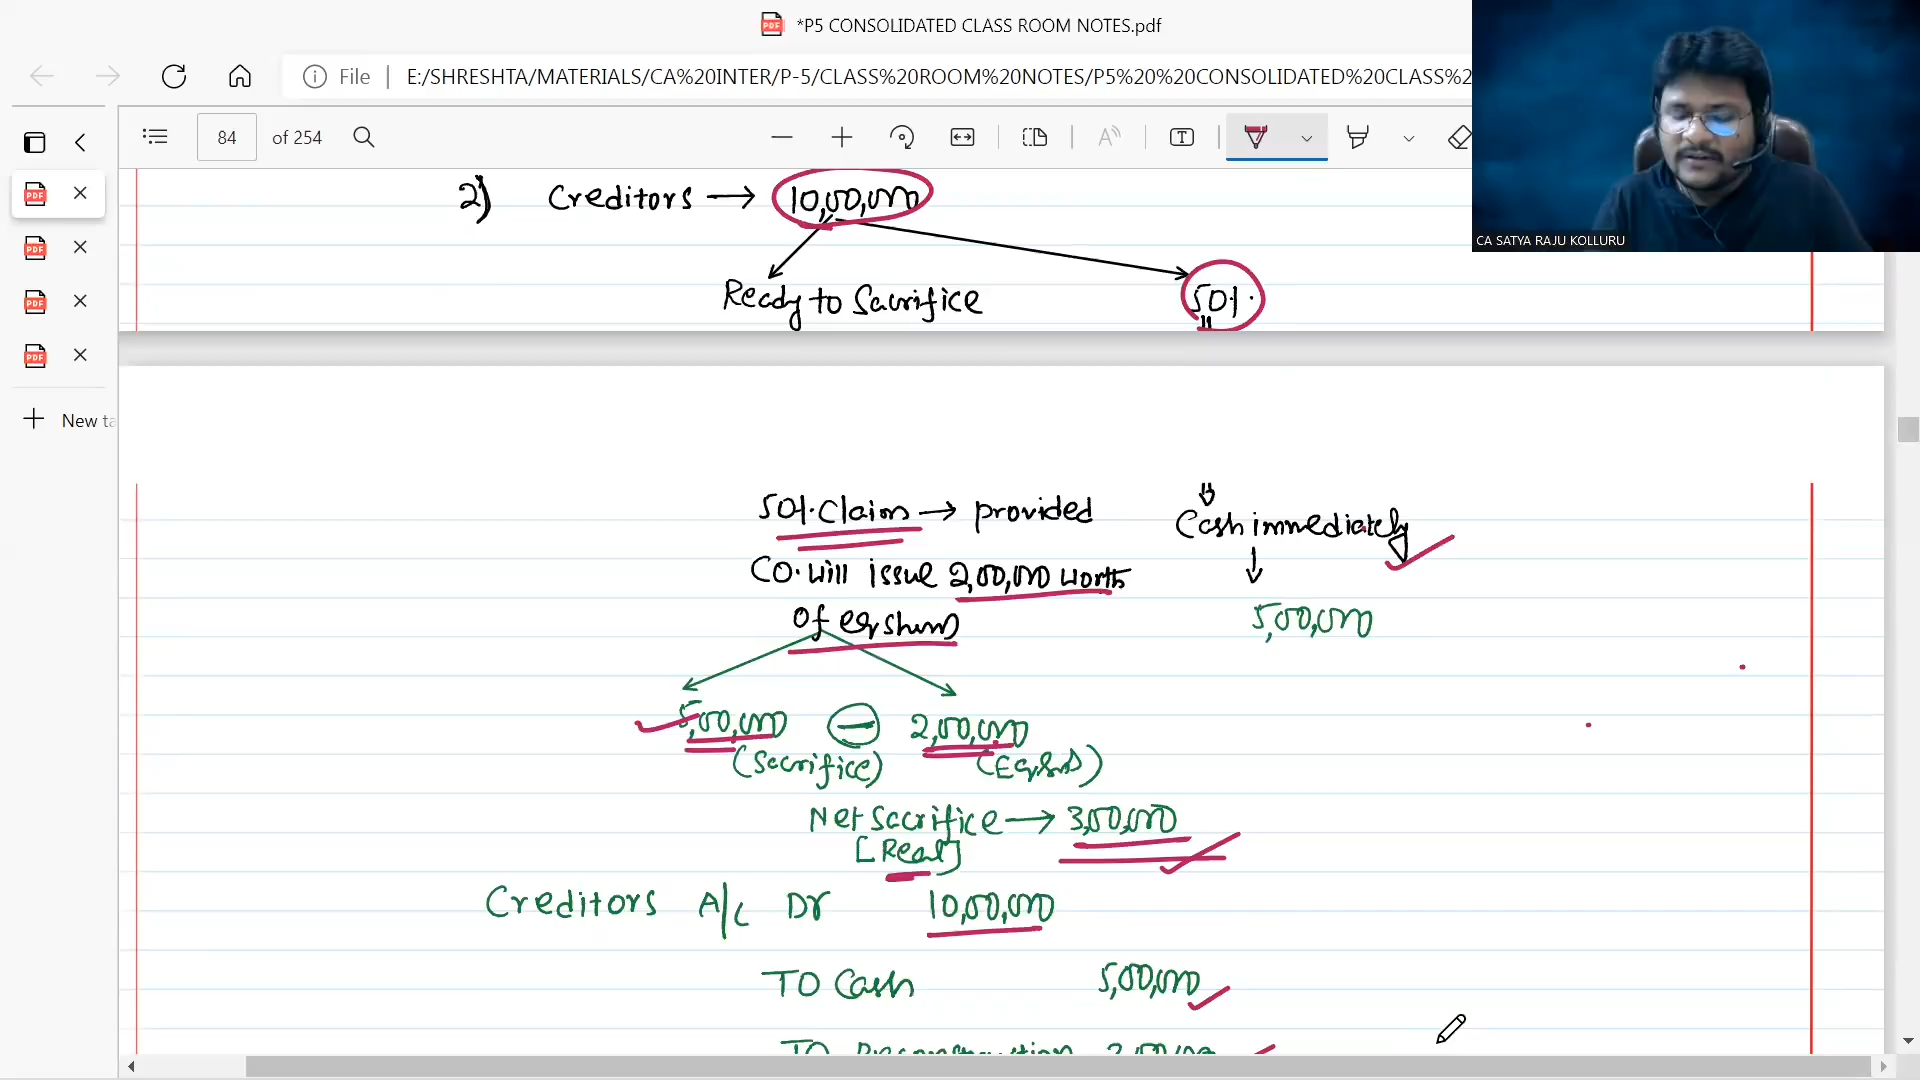 *P5 CONSOLIDATED CLASS ROOM NOTES.pdf
File
E:/SHRESHTA/MATERIALS/CA%20INTER/P-5/CLASS%20ROOM%20NOTES/P5%20%20CONSOLIDATED%20CLASS%2
84 of 254
CA SATYA RAJU KOLLURU
New ta
2) Creditors → 10,00,000
Ready to Sacrifice 50%.
50%. Claim → provided
Cash immediately
Co. will issue 2,00,000 worth
of eq shares
5,00,000
5,00,000 - 2,00,000
(Sacrifice) (Eq Sh)
Net Sacrifice → 3,00,000
[Real]
Creditors A/c Dr 10,00,000
TO Cash 5,00,000
TO Reconstruction